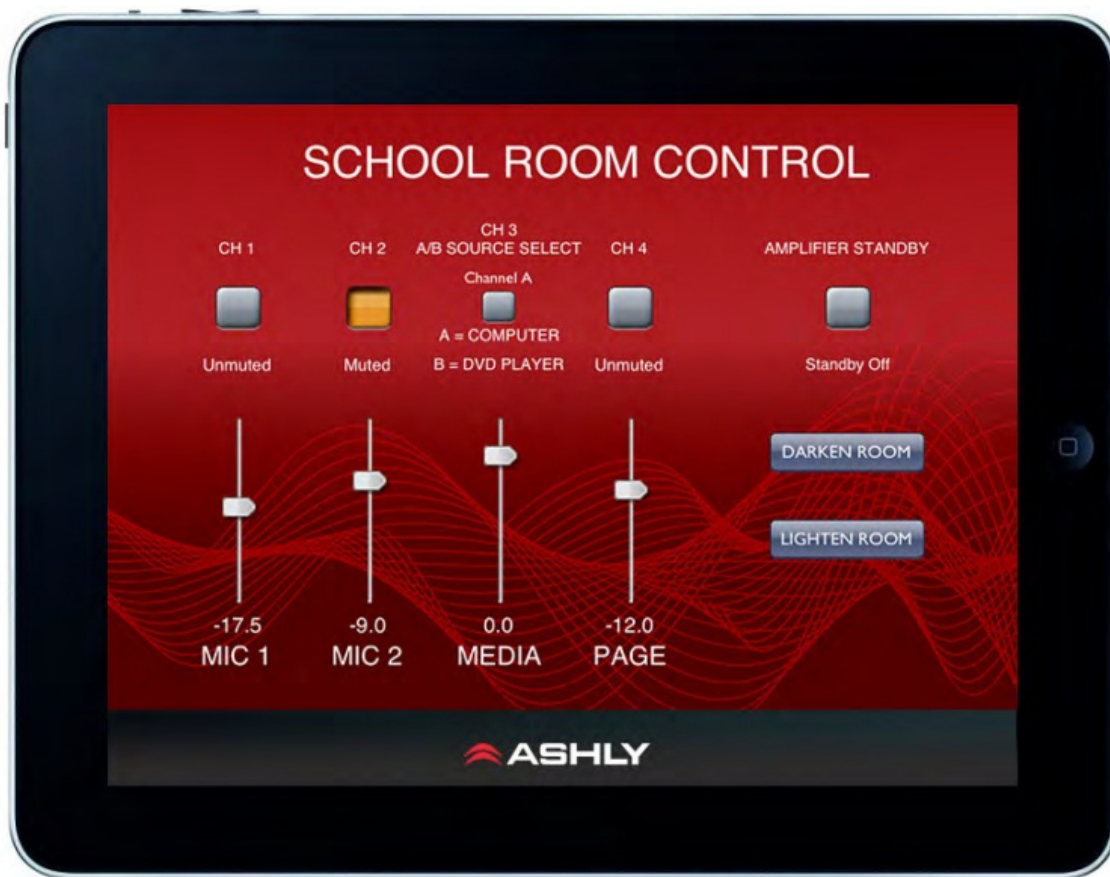 SCHOOL ROOM CONTROL
CH 1
CH 2
CH 3
A/B SOURCE SELECT
CH 4
AMPLIFIER STANDBY
Channel A
A = COMPUTER
Unmuted
Muted
B = DVD PLAYER
Unmuted
Standby Off
DARKEN ROOM
LIGHTEN ROOM
-17.5
-9.0
0.0
-12.0
MIC 1
MIC 2
MEDIA
PAGE
ASHLY